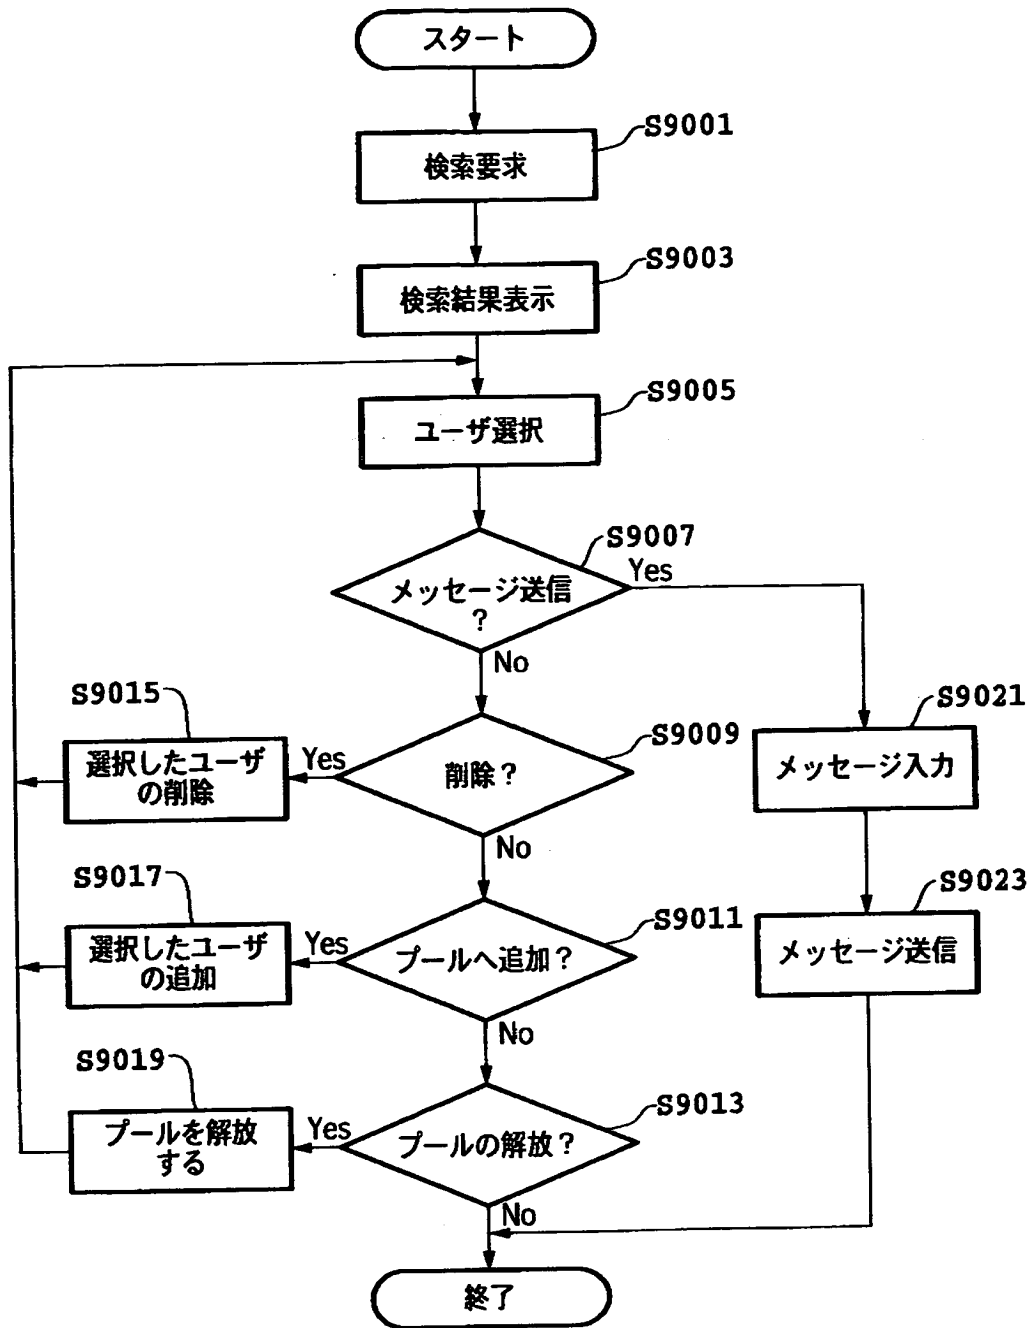 スタート
S9001
検索要求
S9003
検索結果表示
S9005
ユーザ選択
S9007
メッセージ送信
?
Yes
No
S9015
選択したユーザ
の削除
Yes
S9009
削除?
No
S9021
メッセージ入力
S9017
選択したユーザ
の追加
Yes
S9011
プールへ追加?
No
S9023
メッセージ送信
S9019
プールを解放
する
Yes
S9013
プールの解放?
No
終了